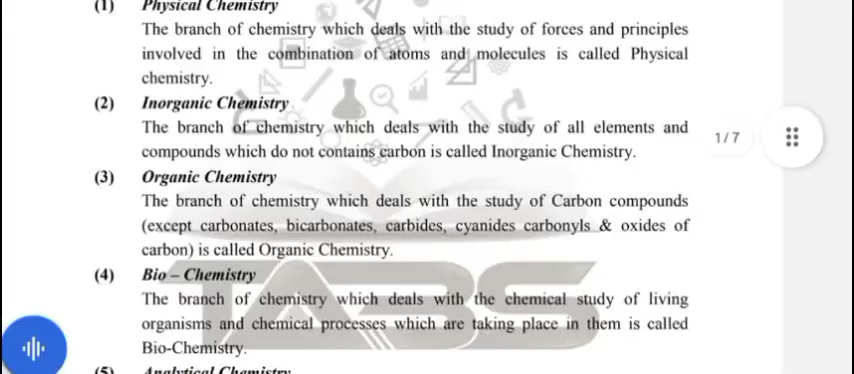 (1) Physical Chemistry
The branch of chemistry which deals with the study of forces and principles
involved in the combination of atoms and molecules is called Physical
chemistry.
(2) Inorganic Chemistry
The branch of chemistry which deals with the study of all elements and
compounds which do not contains carbon is called Inorganic Chemistry.
1/7
(3) Organic Chemistry
The branch of chemistry which deals with the study of Carbon compounds
(except carbonates, bicarbonates, carbides, cyanides carbonyls & oxides of
carbon) is called Organic Chemistry.
(4) Bio – Chemistry
The branch of chemistry which deals with the chemical study of living
organisms and chemical processes which are taking place in them is called
Bio-Chemistry.
(5) Analytical Chemistry
TABS